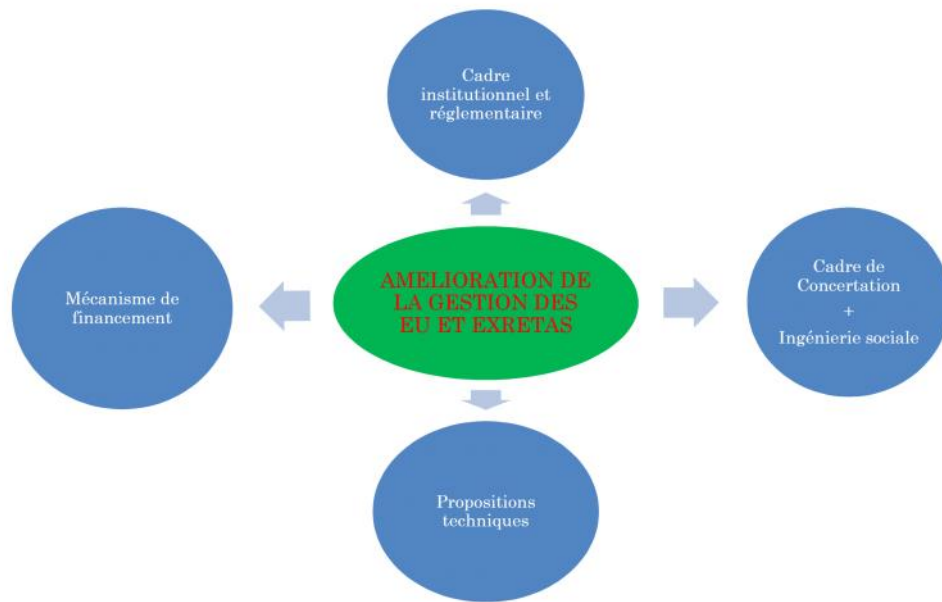 Cadre
institutionnel et
réglementaire
AMELIORATION DE
LA GESTION DES
EU ET EXRETAS
Mécanisme de
financement
Cadre de
Concertation
+
Ingénierie sociale
Propositions
techniques